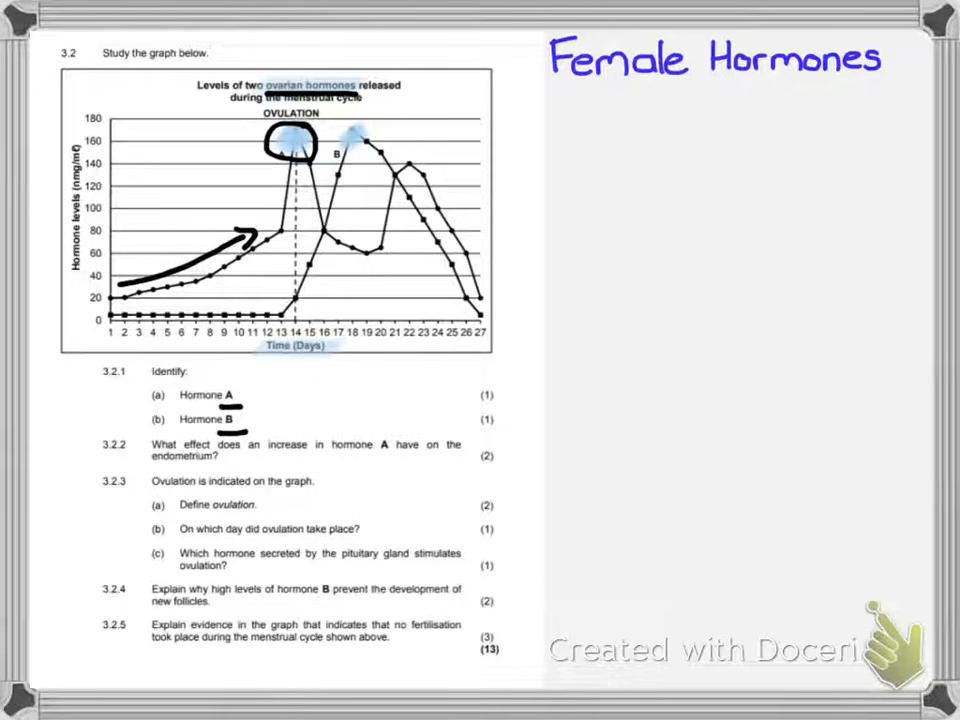 Female Hormones
3.2 Study the graph below.
Levels of two ovarian hormones released
during the menstrual cycle
OVULATION
180
160
140
120
100
80
60
40
20
0
Hormone levels (nmg/mℓ)
B
1 2 3 4 5 6 7 8 9 10 11 12 13 14 15 16 17 18 19 20 21 22 23 24 25 26 27
Time (Days)
3.2.1 Identify:
(a) Hormone A (1)
(b) Hormone B (1)
3.2.2 What effect does an increase in hormone A have on the
endometrium? (2)
3.2.3 Ovulation is indicated on the graph.
(a) Define ovulation. (2)
(b) On which day did ovulation take place? (1)
(c) Which hormone secreted by the pituitary gland stimulates
ovulation? (1)
3.2.4 Explain why high levels of hormone B prevent the development of
new follicles. (2)
3.2.5 Explain evidence in the graph that indicates that no fertilisation
took place during the menstrual cycle shown above. (3)
(13)
Created with Doceri